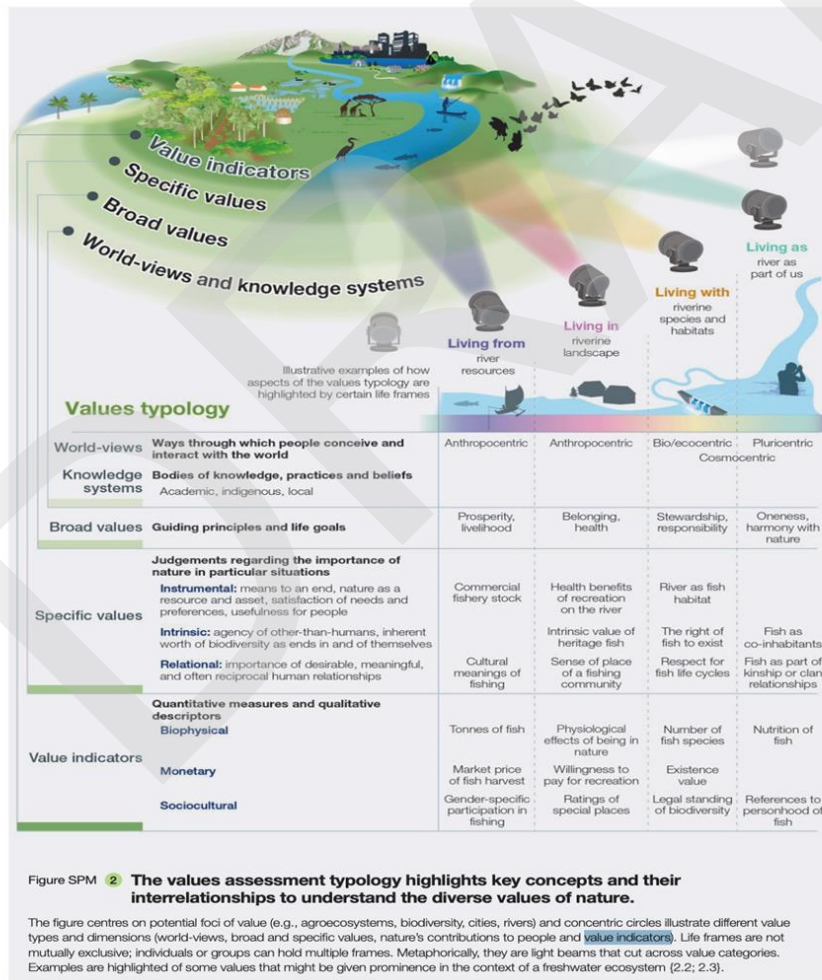 Value indicators
Specific values
Broad values
World-views and knowledge systems
Living as
river as
part of us
Living with
riverine
species and
habitats
Living in
riverine
landscape
Living from
river
resources
Illustrative examples of how
aspects of the values typology are
highlighted by certain life frames
Values typology
World-views
Ways through which people conceive and
interact with the world
Anthropocentric
Anthropocentric
Bio/ecocentric
Pluricentric
Cosmocentric
Knowledge
systems
Bodies of knowledge, practices and beliefs
Academic, indigenous, local
Broad values
Guiding principles and life goals
Prosperity,
livelihood
Belonging,
health
Stewardship,
responsibility
Oneness,
harmony with
nature
Specific values
Judgements regarding the importance of
nature in particular situations
Instrumental: means to an end, nature as a
resource and asset, satisfaction of needs and
preferences, usefulness for people
Commercial
fishery stock
Health benefits
of recreation
on the river
River as fish
habitat
Intrinsic: agency of other-than-humans, inherent
worth of biodiversity as ends in and of themselves
Intrinsic value of
heritage fish
The right of
fish to exist
Fish as
co-inhabitants
Relational: importance of desirable, meaningful,
and often reciprocal human relationships
Cultural
meanings of
fishing
Sense of place
of a fishing
community
Respect for
fish life cycles
Fish as part of
kinship or clan
relationships
Value indicators
Quantitative measures and qualitative
descriptors
Biophysical
Tonnes of fish
Physiological
effects of being in
nature
Number of
fish species
Nutrition of
fish
Monetary
Market price
of fish harvest
Willingness to
pay for recreation
Existence
value
Sociocultural
Gender-specific
participation in
fishing
Ratings of
special places
Legal standing
of biodiversity
References to
personhood of
fish
Figure SPM 2 The values assessment typology highlights key concepts and their
interrelationships to understand the diverse values of nature.
The figure centres on potential foci of value (e.g., agroecosystems, biodiversity, cities, rivers) and concentric circles illustrate different value
types and dimensions (world-views, broad and specific values, nature's contributions to people and value indicators). Life frames are not
mutually exclusive; individuals or groups can hold multiple frames. Metaphorically, they are light beams that cut across value categories.
Examples are highlighted of some values that might be given prominence in the context of a freshwater ecosystem {2.2; 2.3}.